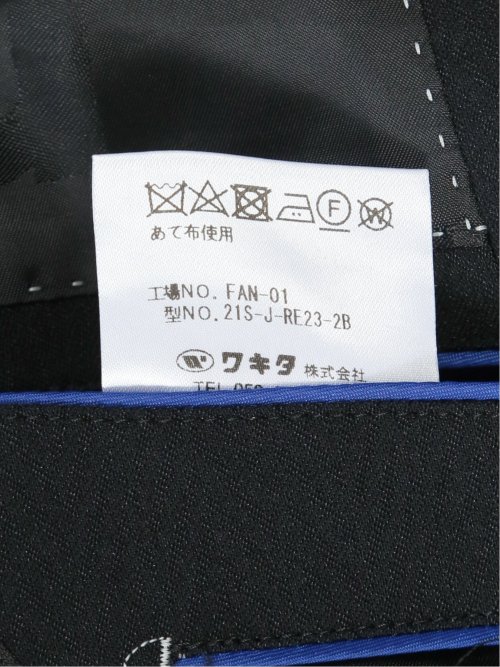 F W
あて布使用
工場NO. FAN-01
型NO. 21S-J-RE23-2B
ワキタ 株式会社